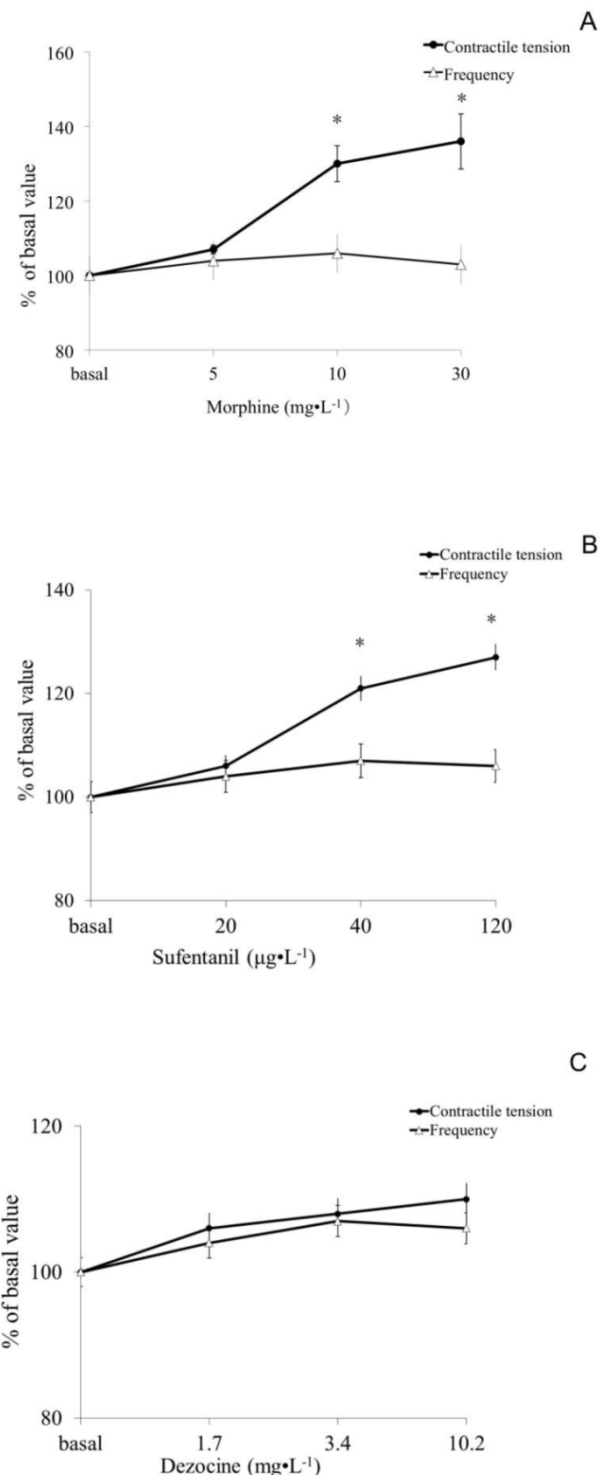 A
Contractile tension
Frequency
160
140
120
100
80
% of basal value
* *
basal 5 10 30
Morphine (mg•L-1)
B
Contractile tension
Frequency
140
120
100
80
% of basal value
* *
basal 20 40 120
Sufentanil (μg•L-1)
C
Contractile tension
Frequency
120
100
80
% of basal value
basal 1.7 3.4 10.2
Dezocine (mg•L-1)